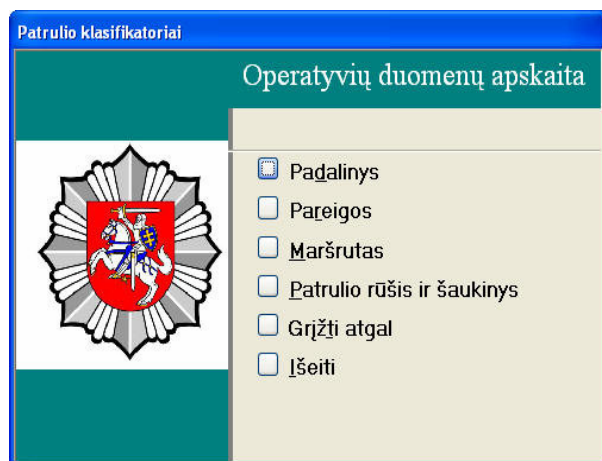 Patrulio klasifikatoriai
Operatyvių duomenų apskaita
Padalinys
Pareigos
Maršrutas
Patrulio rūšis ir šaukinys
Grįžti atgal
Išeiti